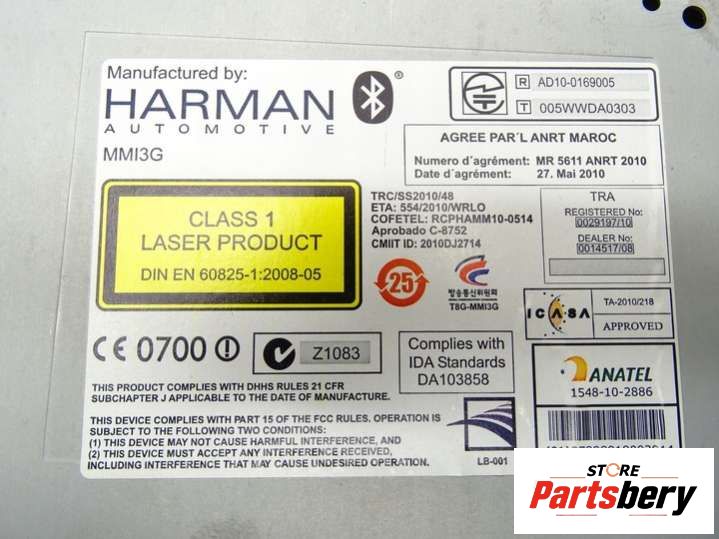 Manufactured by:
HARMAN
AUTOMOTIVE
®
MMI3G
R AD10-0169005
T 005WWDA0303
AGREE PAR´L ANRT MAROC
Numero d´agrément: MR 5611 ANRT 2010
Date d´agrément: 27. Mai 2010
CLASS 1
LASER PRODUCT
DIN EN 60825-1:2008-05
TRC/SS2010/48
ETA: 554/2010/WRLO
COFETEL: RCPHAMM10-0514
Aprobado C-8752
CMIIT ID: 2010DJ2714
TRA
REGISTERED No:
0029197/10
DEALER No:
0014517/08
25
방송통신위원회
T8G-MMI3G
ICASA
TA-2010/218
APPROVED
CE 0700
Z1083
Complies with
IDA Standards
DA103858
ANATEL
1548-10-2886
THIS PRODUCT COMPLIES WITH DHHS RULES 21 CFR
SUBCHAPTER J APPLICABLE TO THE DATE OF MANUFACTURE.
THIS DEVICE COMPLIES WITH PART 15 OF THE FCC RULES. OPERATION IS
SUBJECT TO THE FOLLOWING TWO CONDITIONS:
(1) THIS DEVICE MAY NOT CAUSE HARMFUL INTERFERENCE, AND
(2) THIS DEVICE MUST ACCEPT ANY INTERFERENCE RECEIVED,
INCLUDING INTERFERENCE THAT MAY CAUSE UNDESIRED OPERATION.
LB-001
STORE
Partsbery